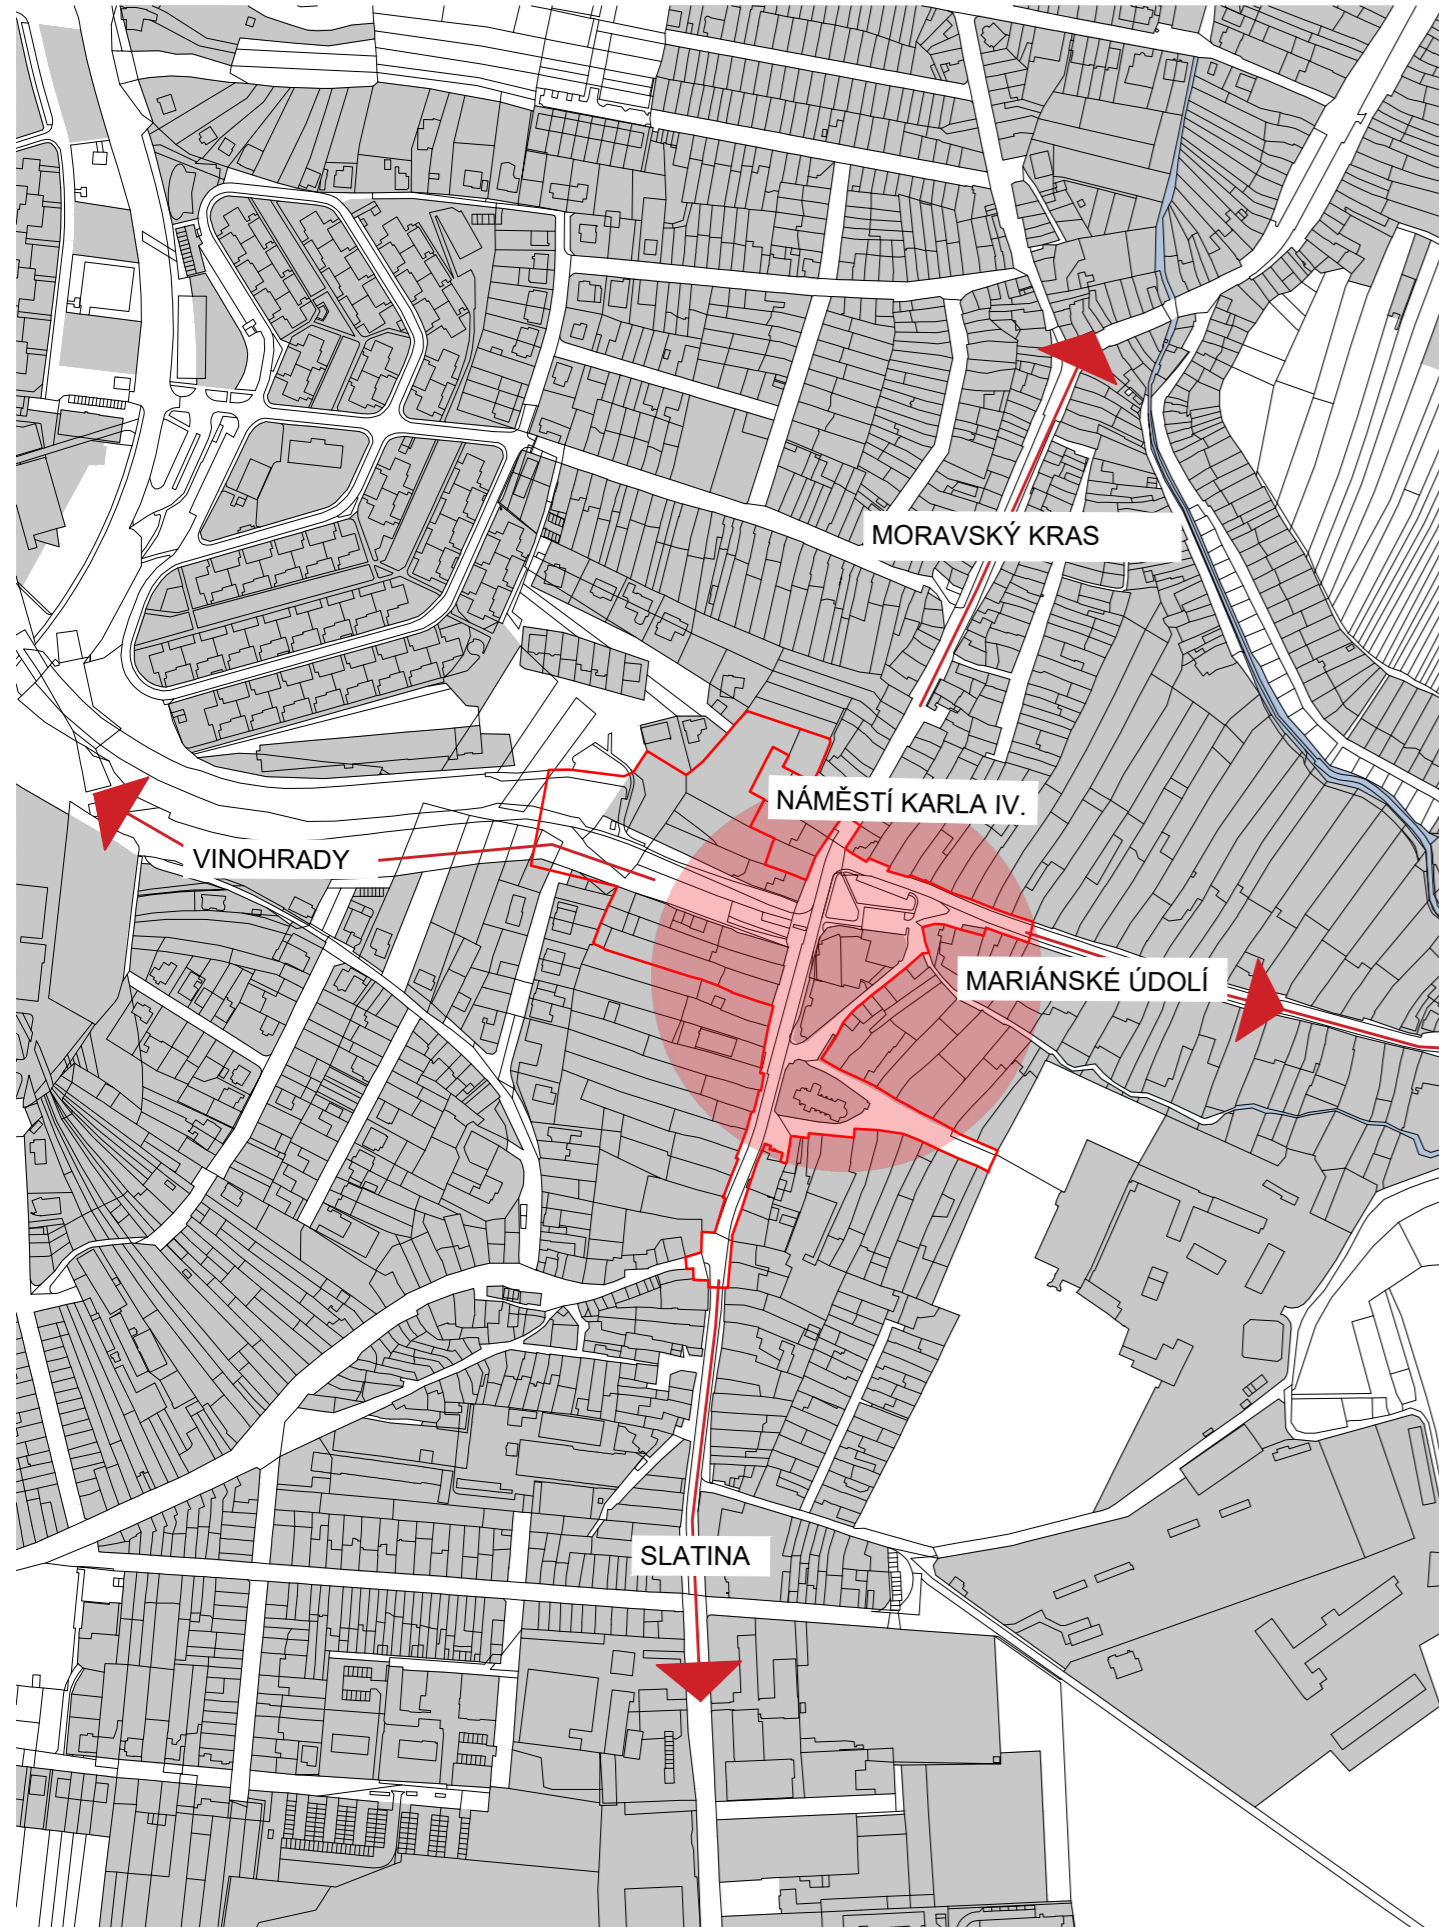 MORAVSKÝ KRAS
NÁMĚSTÍ KARLA IV.
VINOHRADY
MARIÁNSKÉ ÚDOLÍ
SLATINA